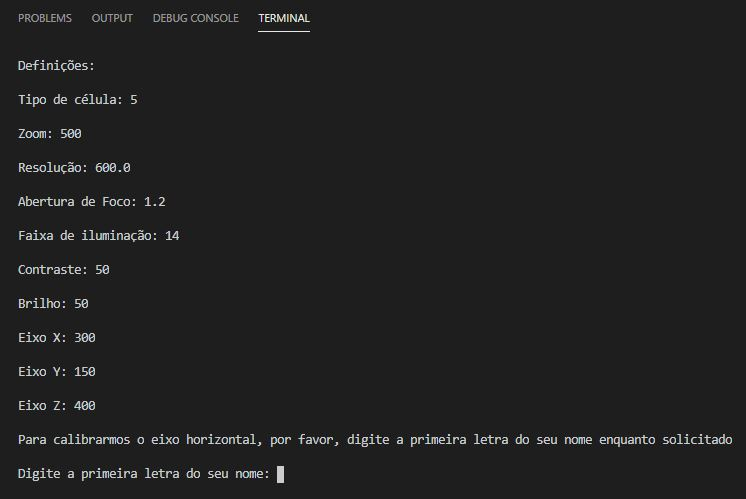 PROBLEMS OUTPUT DEBUG CONSOLE TERMINAL
Definições:
Tipo de célula: 5
Zoom: 500
Resolução: 600.0
Abertura de Foco: 1.2
Faixa de iluminação: 14
Contraste: 50
Brilho: 50
Eixo X: 300
Eixo Y: 150
Eixo Z: 400
Para calibrarmos o eixo horizontal, por favor, digite a primeira letra do seu nome enquanto solicitado
Digite a primeira letra do seu nome: